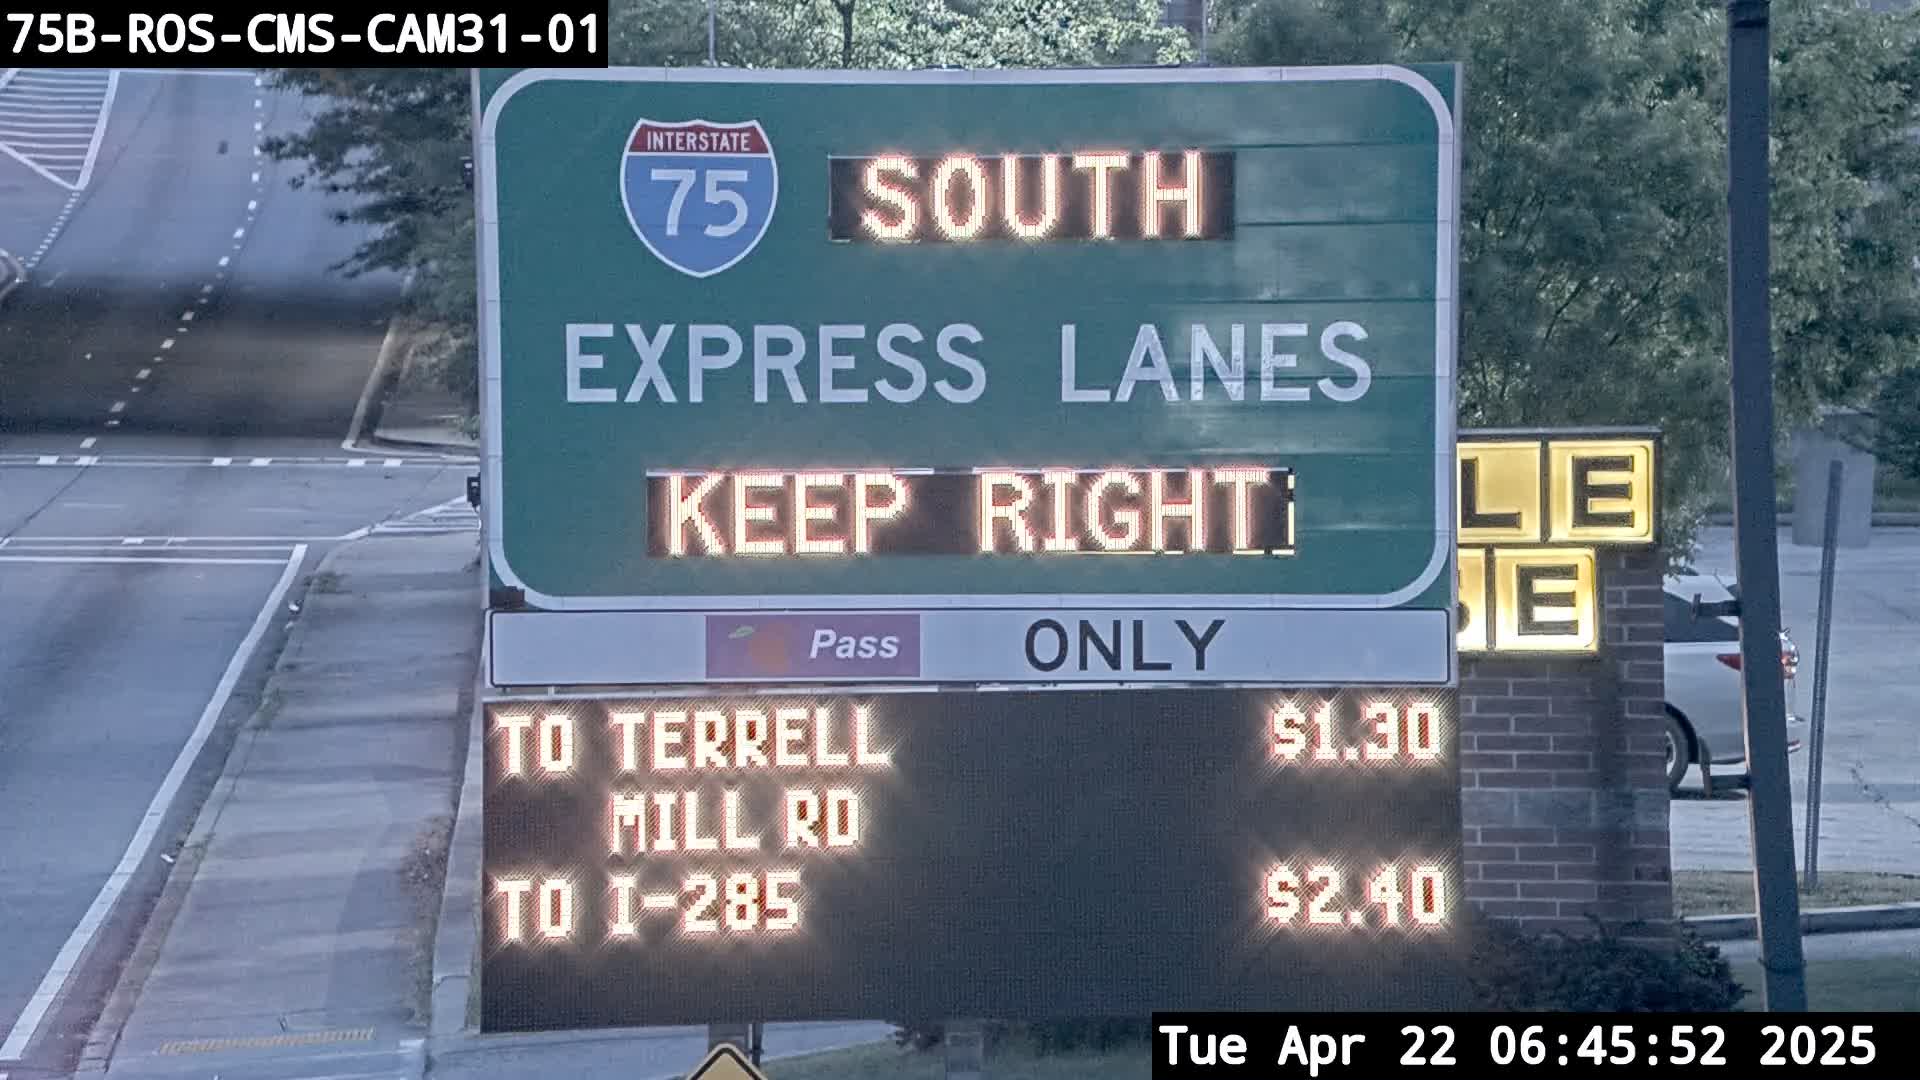 75B-ROS-CMS-CAM31-01
INTERSTATE
75
SOUTH
EXPRESS LANES
KEEP RIGHT
Pass ONLY
TO TERRELL $1.30
MILL RD
TO I-285 $2.40
LE
E
Tue Apr 22 06:45:52 2025